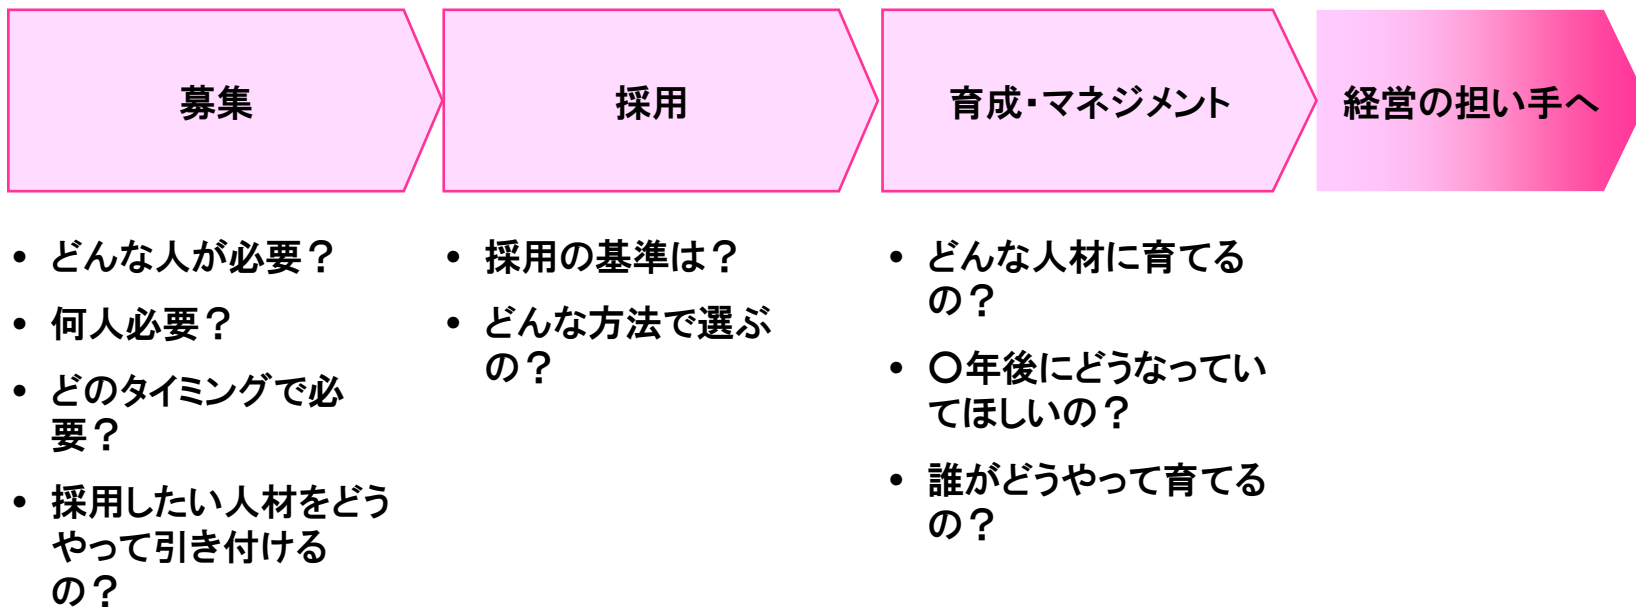 募集
採用
育成・マネジメント
経営の担い手へ
• どんな人が必要？
• 何人必要？
• どのタイミングで必
要？
• 採用したい人材をどう
やって引き付ける
の？
• 採用の基準は？
• どんな方法で選ぶ
の？
• どんな人材に育てる
の？
• 〇年後にどうなってい
てほしいの？
• 誰がどうやって育てる
の？